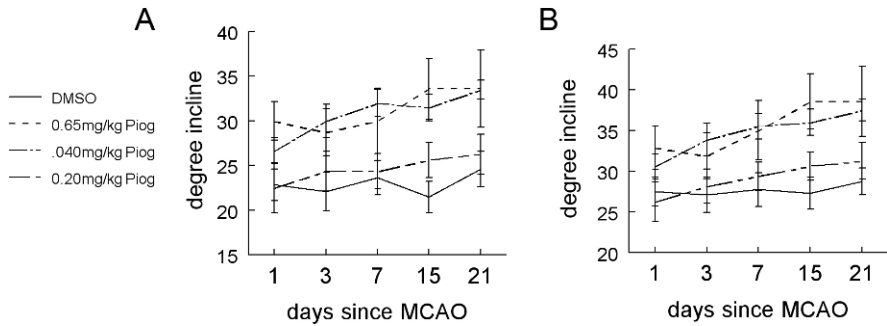 A
B
DMSO
0.65mg/kg Piog
.040mg/kg Piog
0.20mg/kg Piog
degree incline
40
35
30
25
20
15
1 3 7 15 21
days since MCAO
degree incline
45
40
35
30
25
20
1 3 7 15 21
days since MCAO